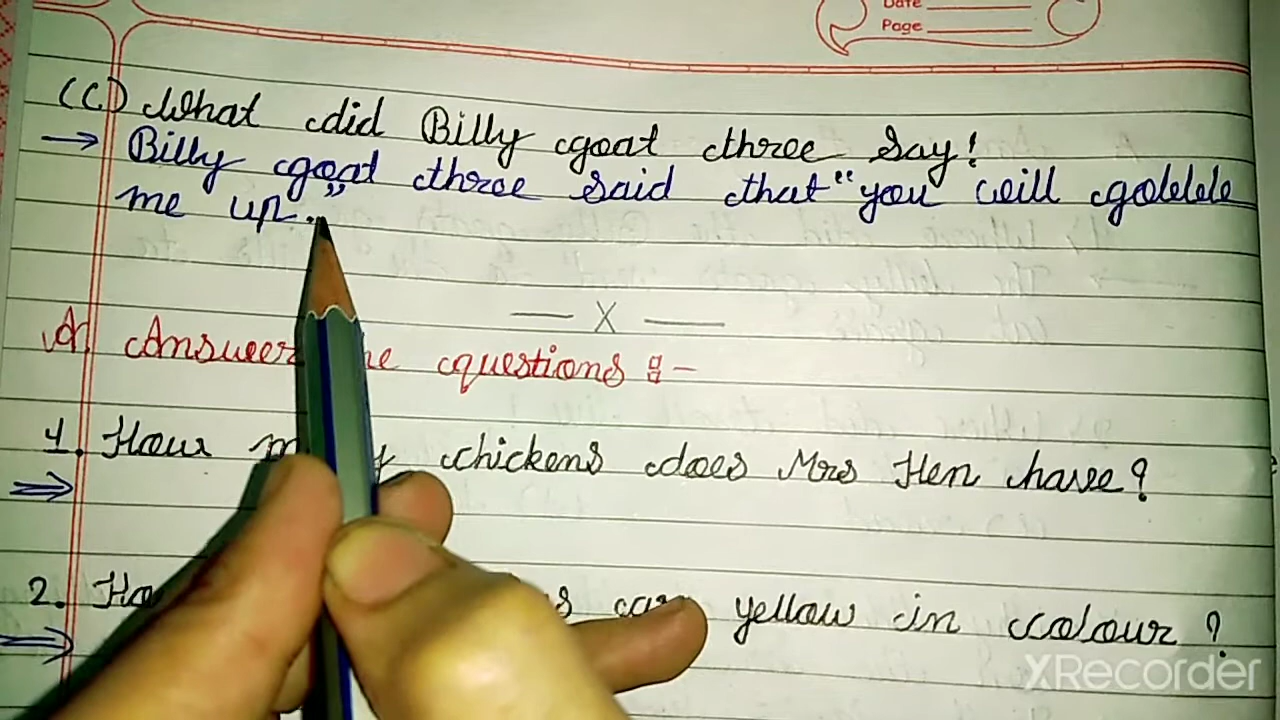 Date
Page
(C) What did Billy goat three say!
→ Billy goat three said that "you will gobble
me up."
— X —
A. Answer questions :-
1. How chickens does Mrs Hen have?
⇒
2. yellow in colour?
⇒
XRecorder